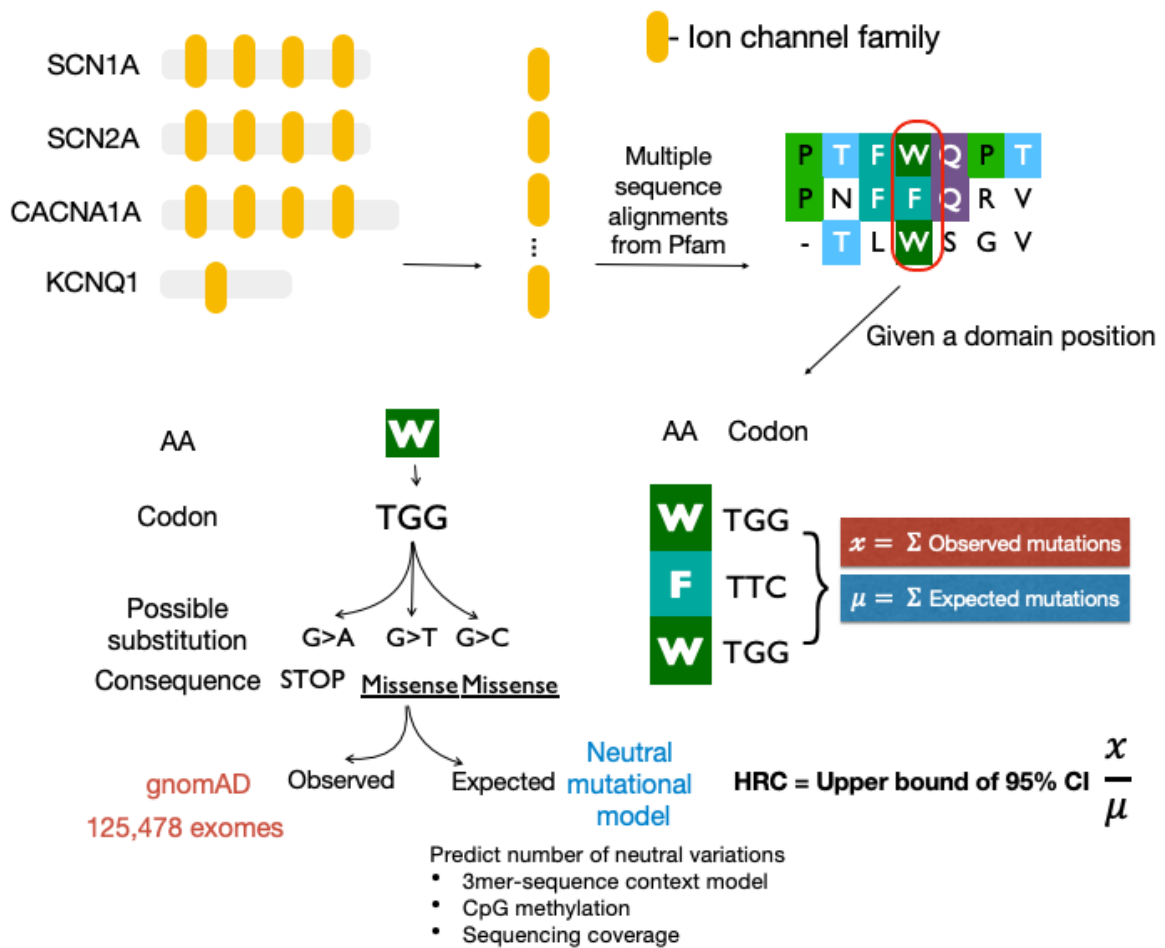 - Ion channel family
SCN1A
SCN2A
CACNA1A
KCNQ1
...
Multiple
sequence
alignments
from Pfam
P T F W Q P T
P N F F Q R V
- T L W S G V
Given a domain position
AA
W
Codon
TGG
Possible
substitution
G>A G>T G>C
Consequence STOP Missense Missense
gnomAD
125,478 exomes
Observed
Expected
Neutral
mutational
model
Predict number of neutral variations
• 3mer-sequence context model
• CpG methylation
• Sequencing coverage
AA Codon
W TGG
F TTC
W TGG
x = Σ Observed mutations
μ = Σ Expected mutations
HRC = Upper bound of 95% CI x/μ